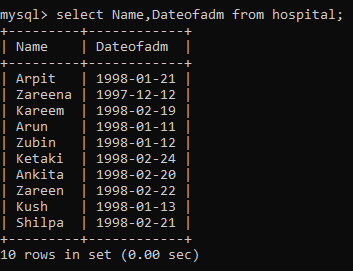 mysql> select Name,Dateofadm from hospital;
+---------+------------+
| Name    | Dateofadm  |
+---------+------------+
| Arpit   | 1998-01-21 |
| Zareena | 1997-12-12 |
| Kareem  | 1998-02-19 |
| Arun    | 1998-01-11 |
| Zubin   | 1998-01-12 |
| Ketaki  | 1998-02-24 |
| Ankita  | 1998-02-20 |
| Zareen  | 1998-02-22 |
| Kush    | 1998-01-13 |
| Shilpa  | 1998-02-21 |
+---------+------------+
10 rows in set (0.00 sec)